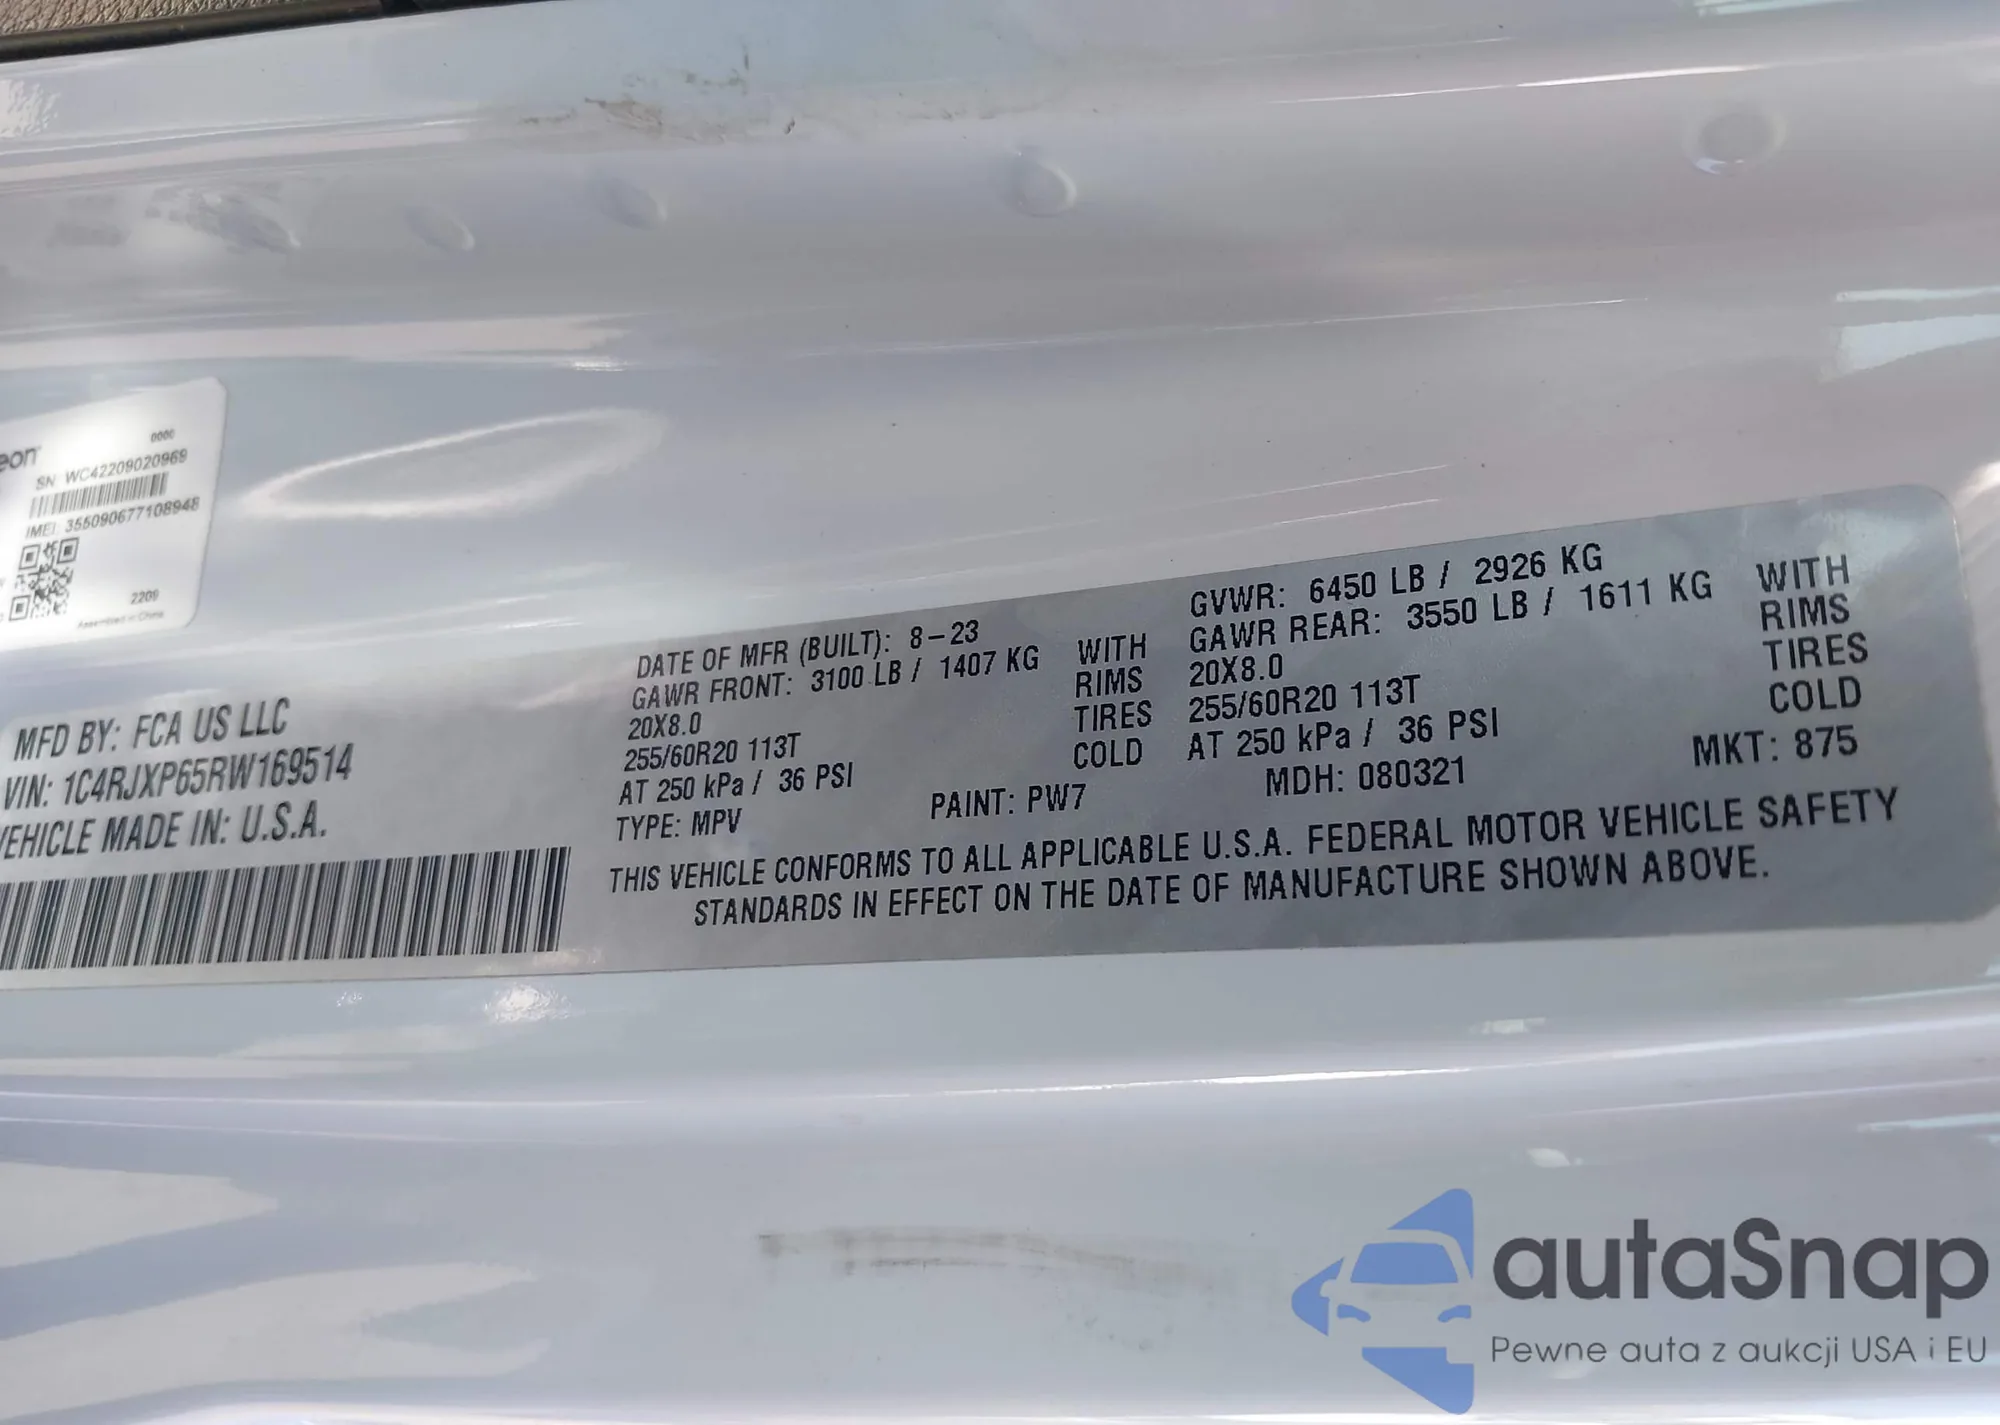 0000
SN WC42209020969
IMEI: 355090677108948
2209
Assembled in China
MFD BY: FCA US LLC
VIN: 1C4RJXP65RW169514
VEHICLE MADE IN: U.S.A.
DATE OF MFR (BUILT): 8-23
GAWR FRONT: 3100 LB / 1407 KG WITH
20X8.0 RIMS
255/60R20 113T TIRES
AT 250 kPa / 36 PSI COLD
TYPE: MPV
PAINT: PW7
GVWR: 6450 LB / 2926 KG
GAWR REAR: 3550 LB / 1611 KG WITH
20X8.0 RIMS
255/60R20 113T TIRES
AT 250 kPa / 36 PSI COLD
MDH: 080321 MKT: 875
THIS VEHICLE CONFORMS TO ALL APPLICABLE U.S.A. FEDERAL MOTOR VEHICLE SAFETY
STANDARDS IN EFFECT ON THE DATE OF MANUFACTURE SHOWN ABOVE.
autaSnap
Pewne auta z aukcji USA i EU